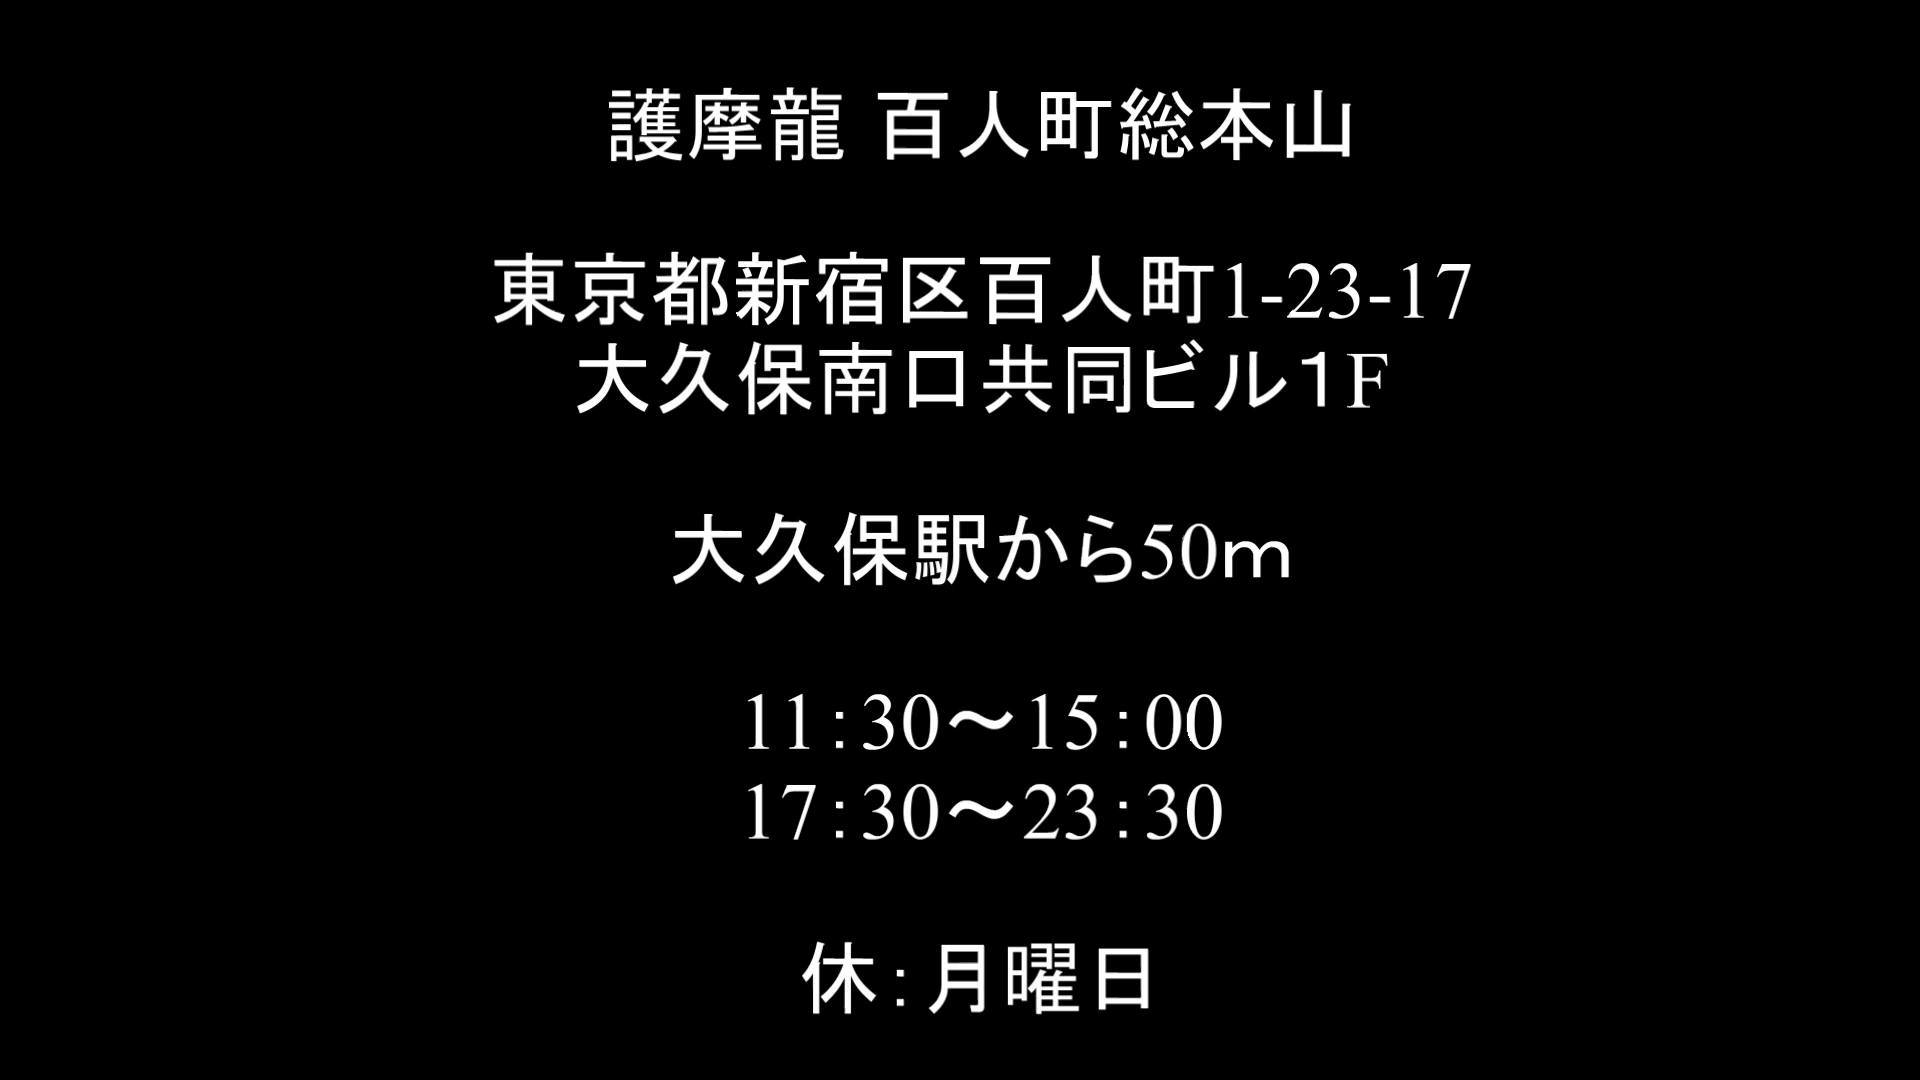 護摩龍 百人町総本山
東京都新宿区百人町1-23-17
大久保南口共同ビル１F
大久保駅から50ｍ
11：30～15：00
17：30～23：30
休：月曜日